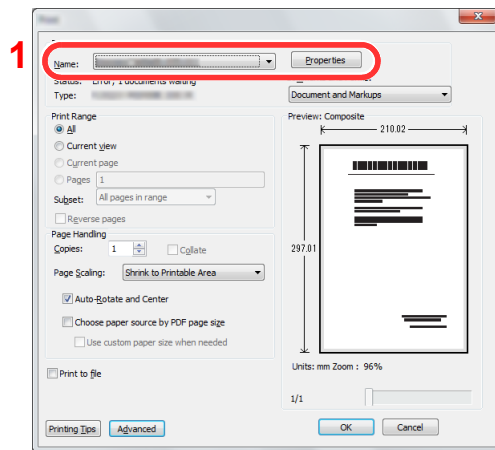 1
Name:
Properties
Status: Error; 1 documents waiting
Type:
Document and Markups
Print Range
All
Current view
Current page
Pages 1
Subset: All pages in range
Reverse pages
Page Handling
Copies: 1 Collate
Page Scaling: Shrink to Printable Area
Auto-Rotate and Center
Choose paper source by PDF page size
Use custom paper size when needed
Print to file
Printing Tips Advanced
Preview: Composite
210.02
297.01
Units: mm Zoom : 96%
1/1
OK Cancel